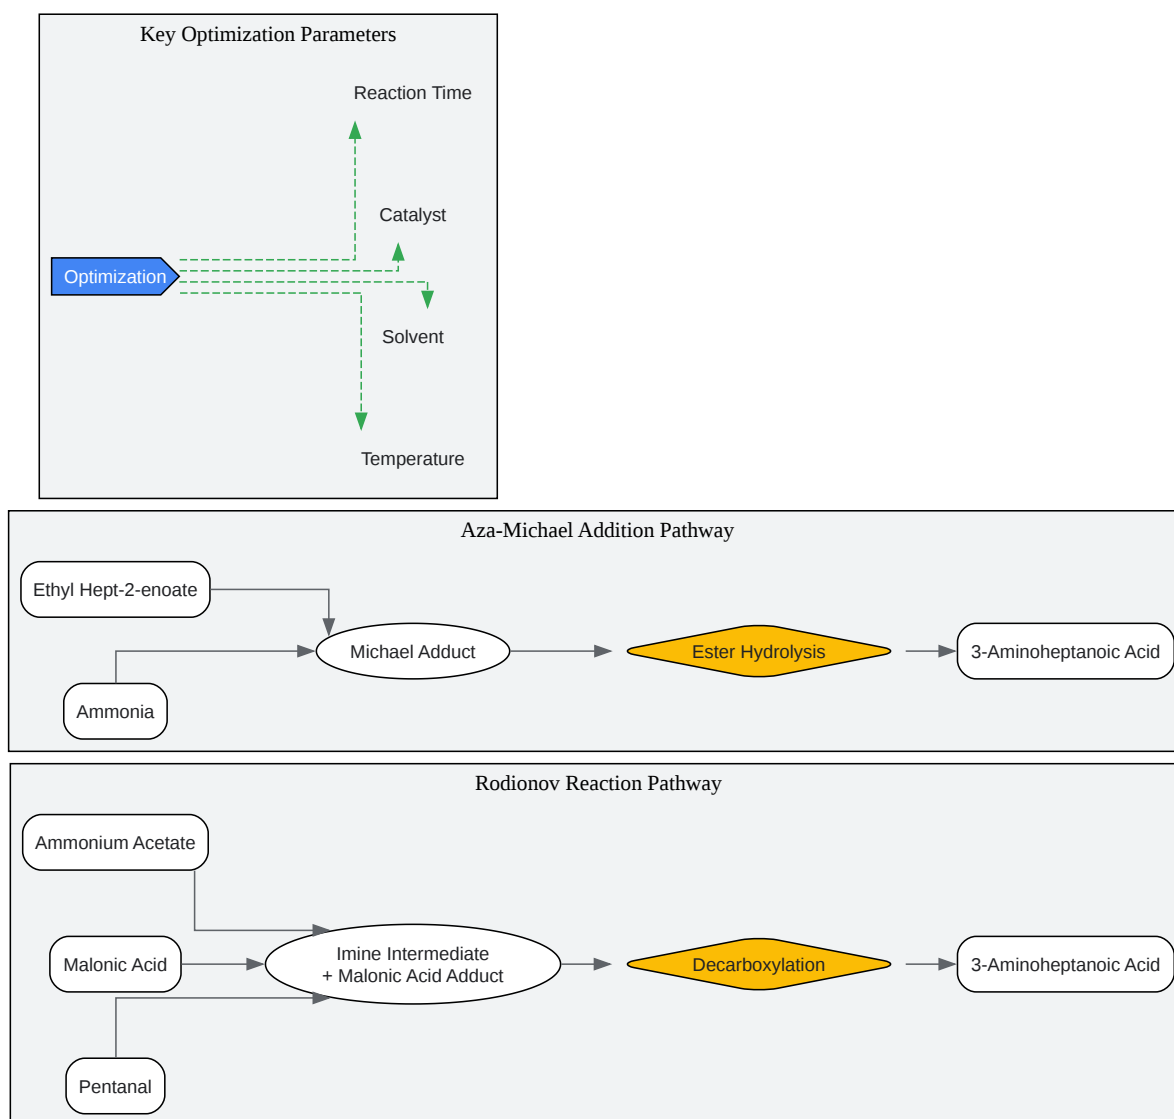 Key Optimization Parameters
Reaction Time
Catalyst
Optimization
Solvent
Temperature
Aza-Michael Addition Pathway
Ethyl Hept-2-enoate
Michael Adduct
Ester Hydrolysis
3-Aminoheptanoic Acid
Ammonia
Rodionov Reaction Pathway
Ammonium Acetate
Malonic Acid
Imine Intermediate
+ Malonic Acid Adduct
Decarboxylation
3-Aminoheptanoic Acid
Pentanal